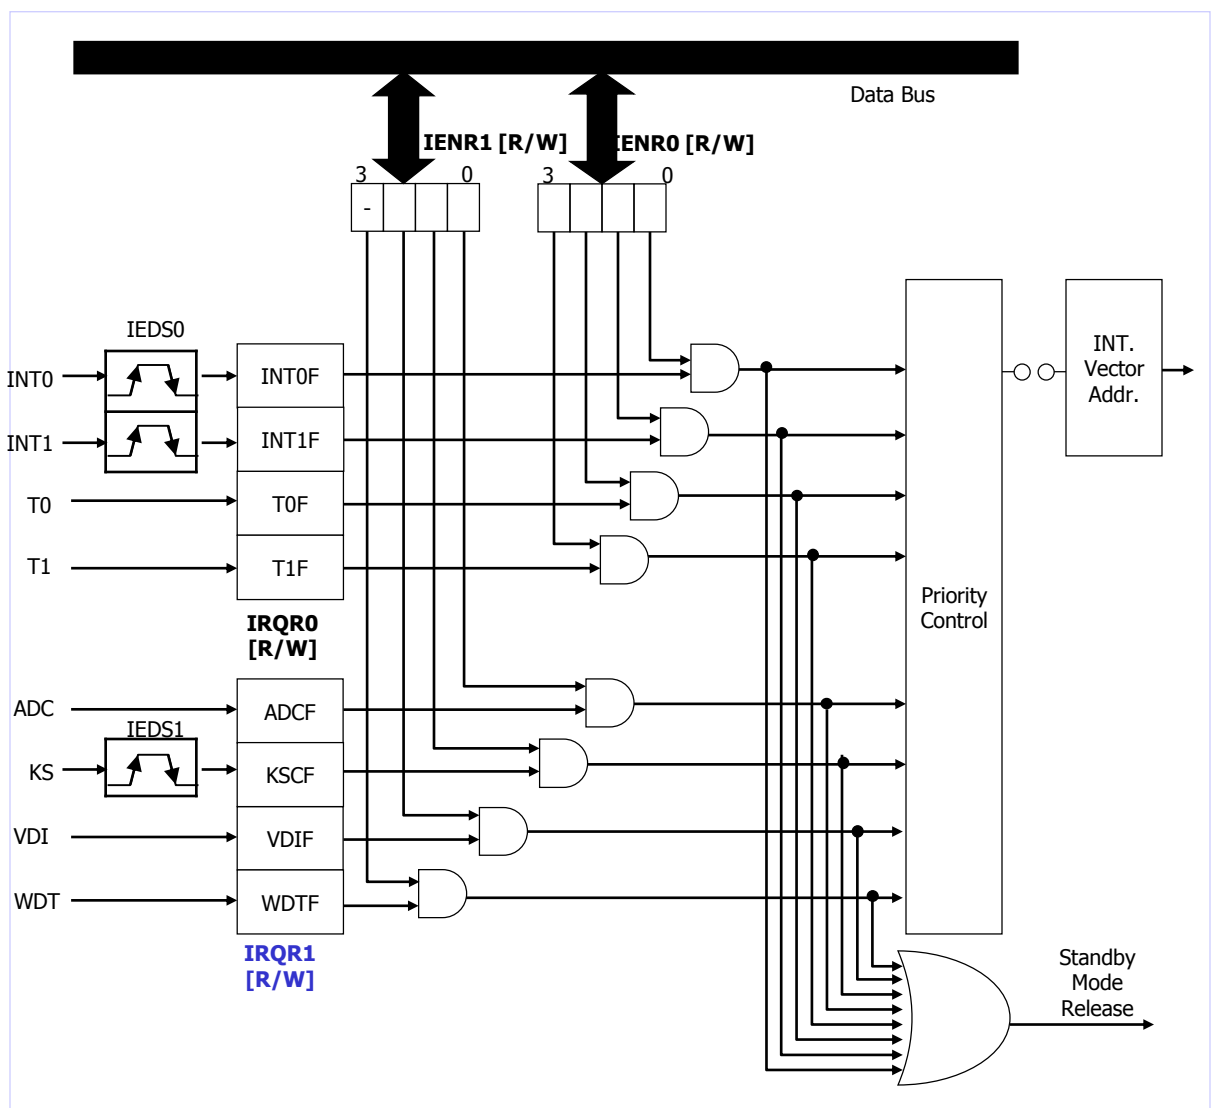 Data Bus
IENR1 [R/W]
IENR0 [R/W]
3
0
3
0
-
IEDS0
INT0
INT0F
INT1
INT1F
T0
T0F
T1
T1F
IRQR0
[R/W]
INT.
Vector
Addr.
Priority
Control
ADC
ADCF
IEDS1
KS
KSCF
VDI
VDIF
WDT
WDTF
IRQR1
[R/W]
Standby
Mode
Release